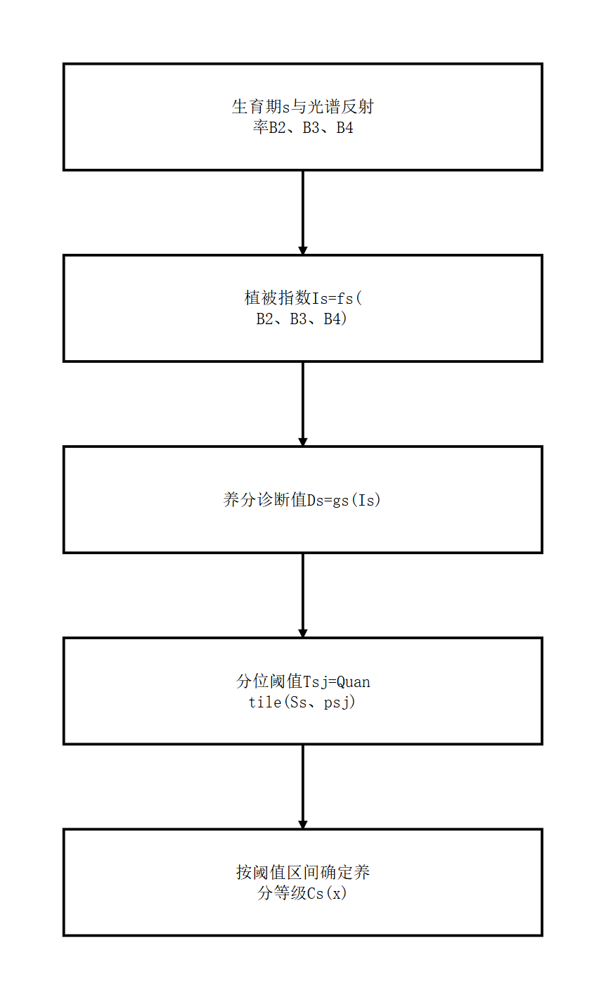 生育期s与光谱反射
率B2、B3、B4
植被指数Is=fs(
B2、B3、B4)
养分诊断值Ds=gs(Is)
分位阈值Tsj=Quan
tile(Ss、psj)
按阈值区间确定养
分等级Cs(x)